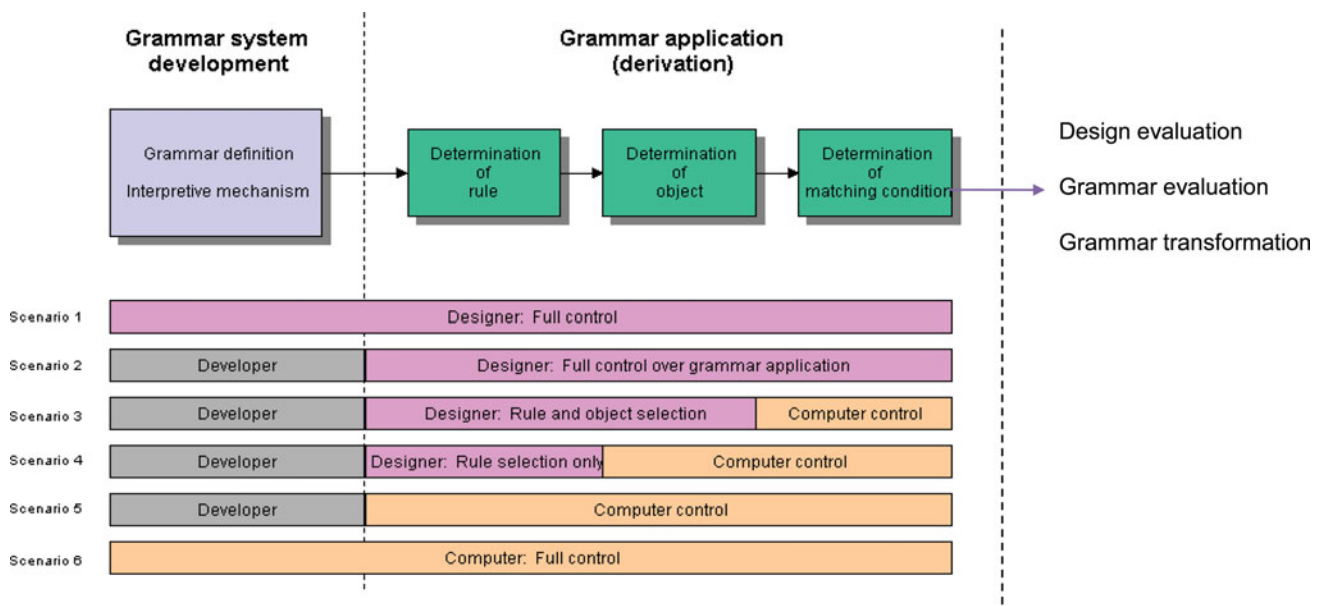 Grammar system
development
Grammar application
(derivation)
Grammar definition
Interpretive mechanism
Determination
of
rule
Determination
of
object
Determination
of
matching condition
Design evaluation
Grammar evaluation
Grammar transformation
Scenario 1
Designer: Full control
Scenario 2
Developer
Designer: Full control over grammar application
Scenario 3
Developer
Designer: Rule and object selection
Computer control
Scenario 4
Developer
Designer: Rule selection only
Computer control
Scenario 5
Developer
Computer control
Scenario 6
Computer: Full control